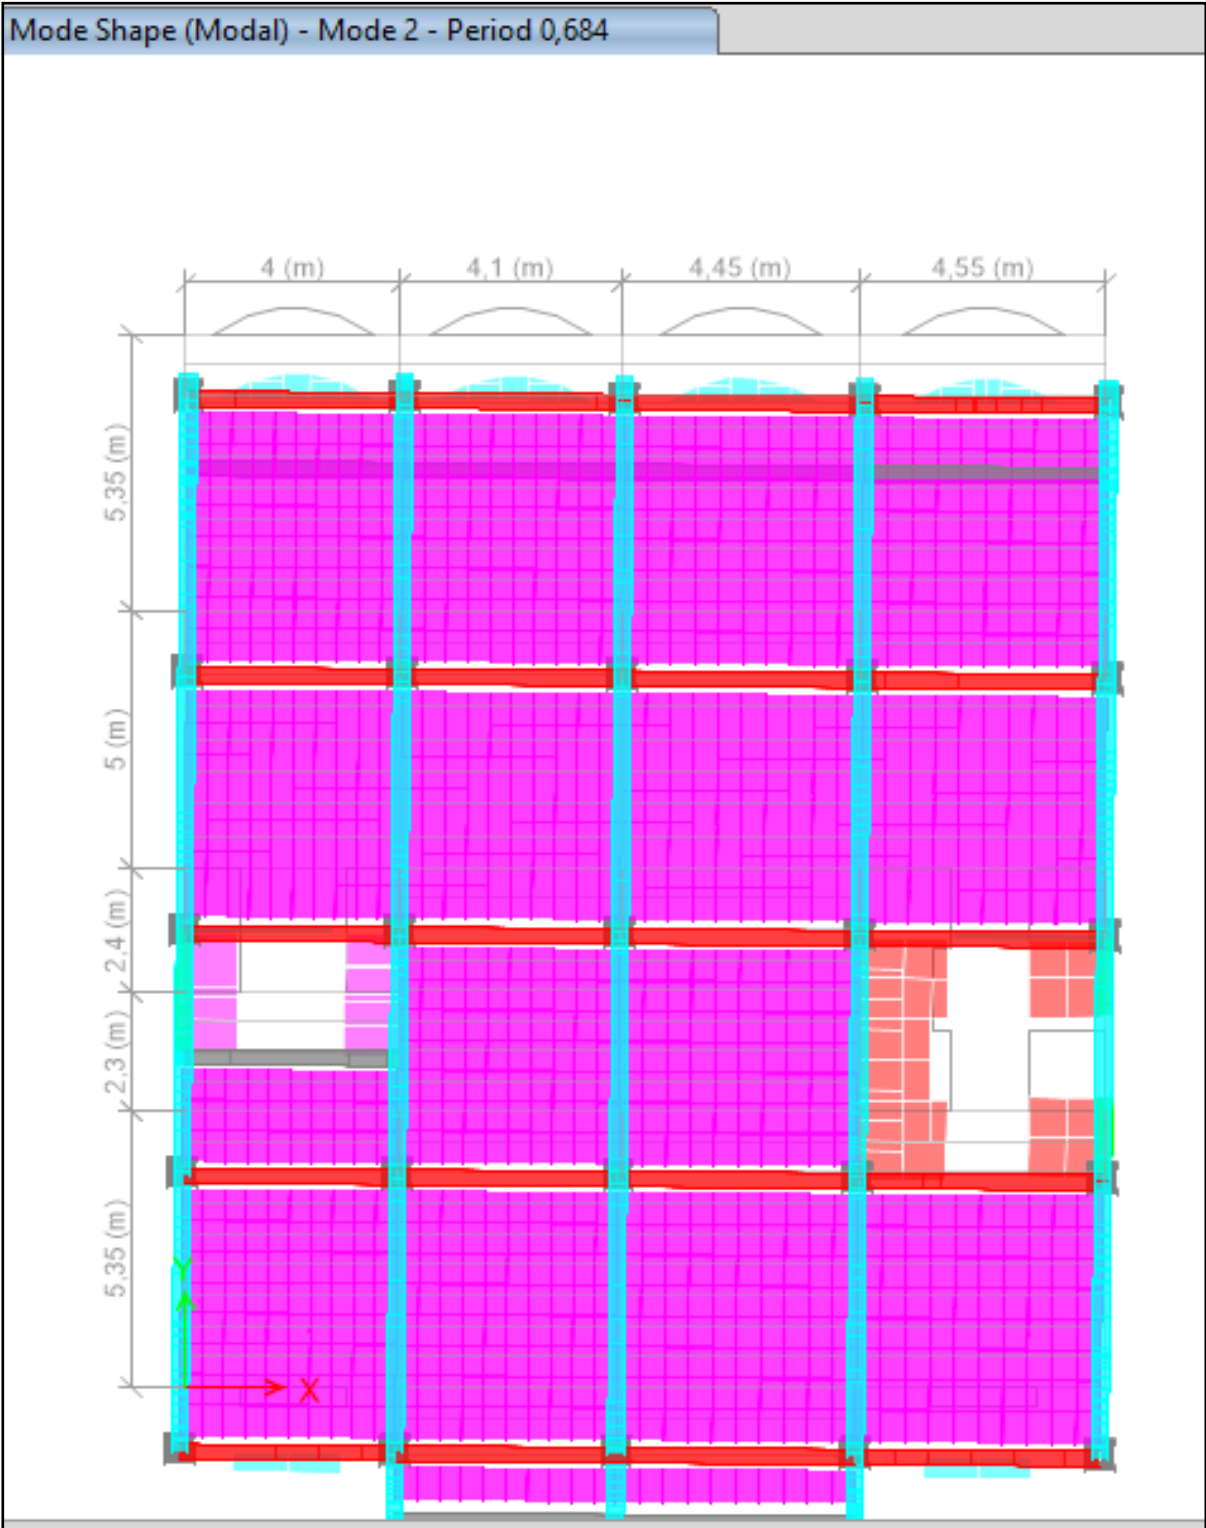 Mode Shape (Modal) - Mode 2 - Period 0,684
4 (m)
4,1 (m)
4,45 (m)
4,55 (m)
5,35 (m)
5 (m)
2,4 (m)
2,3 (m)
5,35 (m)
Y
X